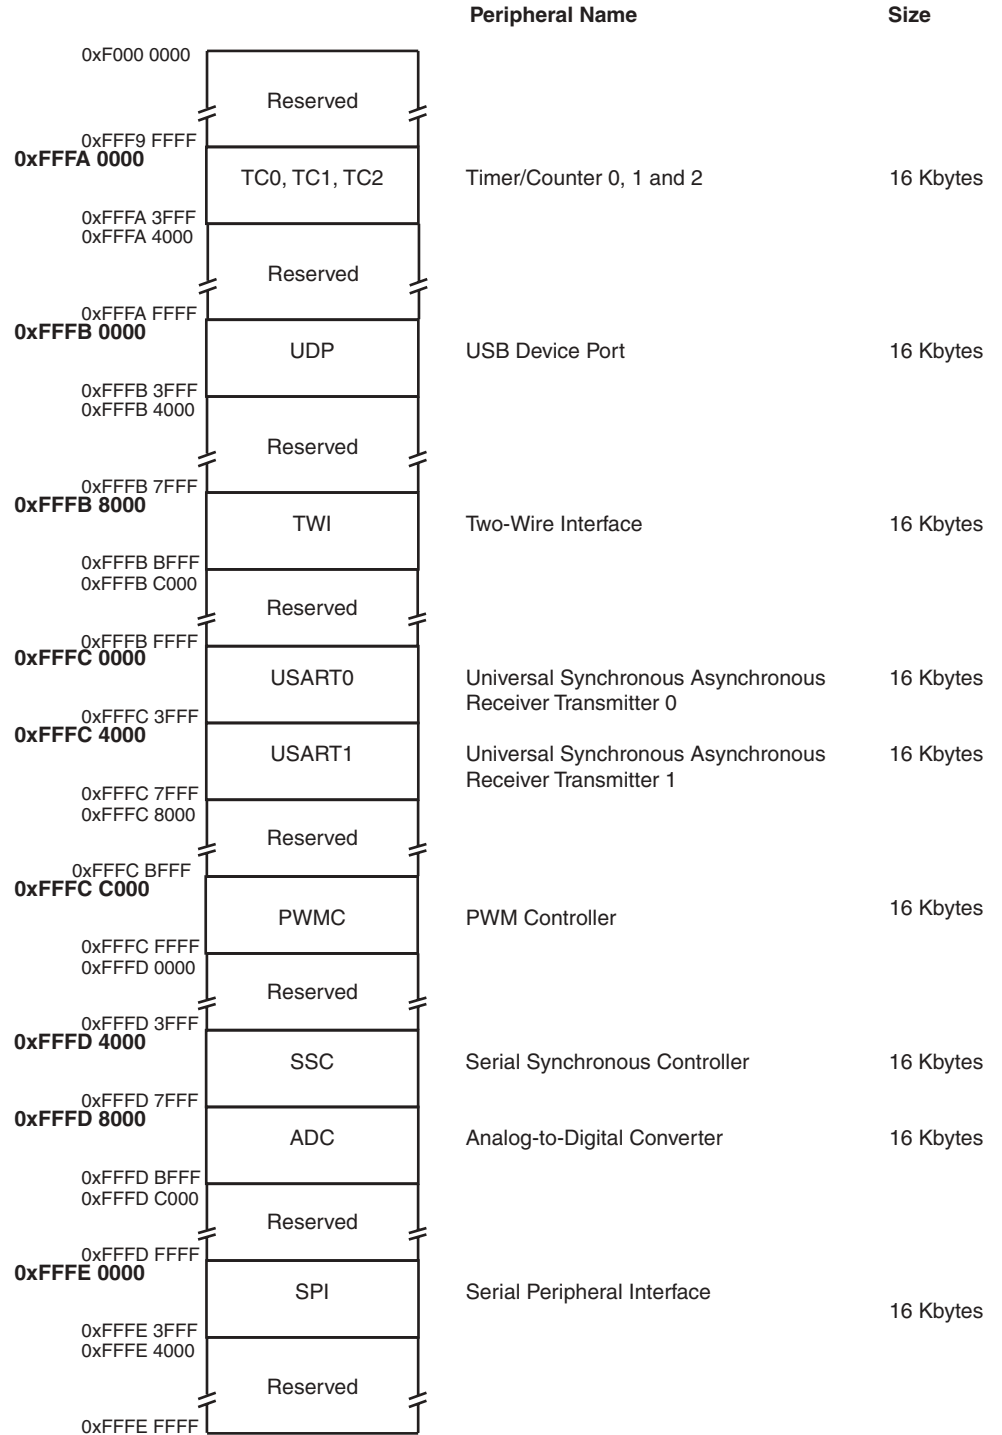 Peripheral Name Size
0xF000 0000
Reserved
0xFFF9 FFFF
0xFFFA 0000
TC0, TC1, TC2 Timer/Counter 0, 1 and 2 16 Kbytes
0xFFFA 3FFF
0xFFFA 4000
Reserved
0xFFFA FFFF
0xFFFB 0000
UDP USB Device Port 16 Kbytes
0xFFFB 3FFF
0xFFFB 4000
Reserved
0xFFFB 7FFF
0xFFFB 8000
TWI Two-Wire Interface 16 Kbytes
0xFFFB BFFF
0xFFFB C000
Reserved
0xFFFB FFFF
0xFFFC 0000
USART0 Universal Synchronous Asynchronous 16 Kbytes
Receiver Transmitter 0
0xFFFC 3FFF
0xFFFC 4000
USART1 Universal Synchronous Asynchronous 16 Kbytes
Receiver Transmitter 1
0xFFFC 7FFF
0xFFFC 8000
Reserved
0xFFFC BFFF
0xFFFC C000
PWMC PWM Controller 16 Kbytes
0xFFFC FFFF
0xFFFD 0000
Reserved
0xFFFD 3FFF
0xFFFD 4000
SSC Serial Synchronous Controller 16 Kbytes
0xFFFD 7FFF
0xFFFD 8000
ADC Analog-to-Digital Converter 16 Kbytes
0xFFFD BFFF
0xFFFD C000
Reserved
0xFFFD FFFF
0xFFFE 0000
SPI Serial Peripheral Interface 16 Kbytes
0xFFFE 3FFF
0xFFFE 4000
Reserved
0xFFFE FFFF